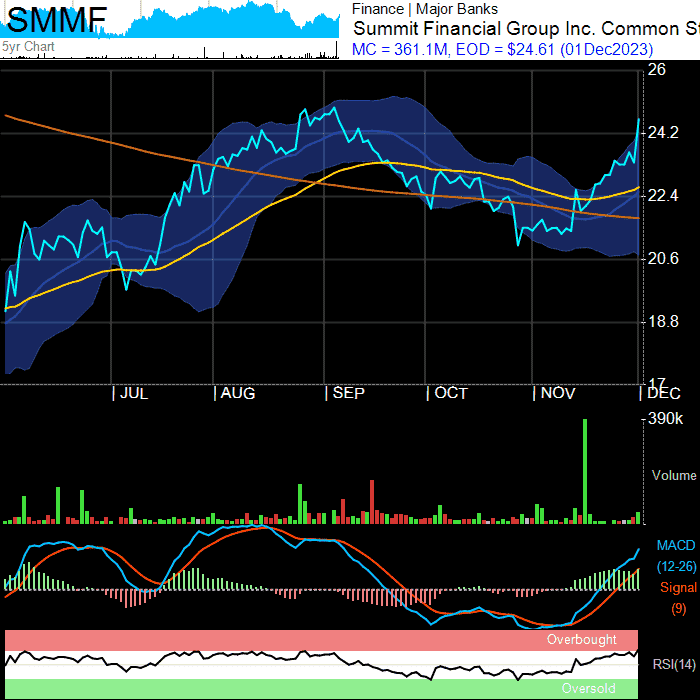 SMMF
5yr Chart
Finance | Major Banks
Summit Financial Group Inc. Common St
MC = 361.1M, EOD = $24.61 (01Dec2023)
26
24.2
22.4
20.6
18.8
17
JUL AUG SEP OCT NOV DEC
390k
Volume
MACD
(12-26)
Signal
(9)
Overbought
RSI(14)
Oversold